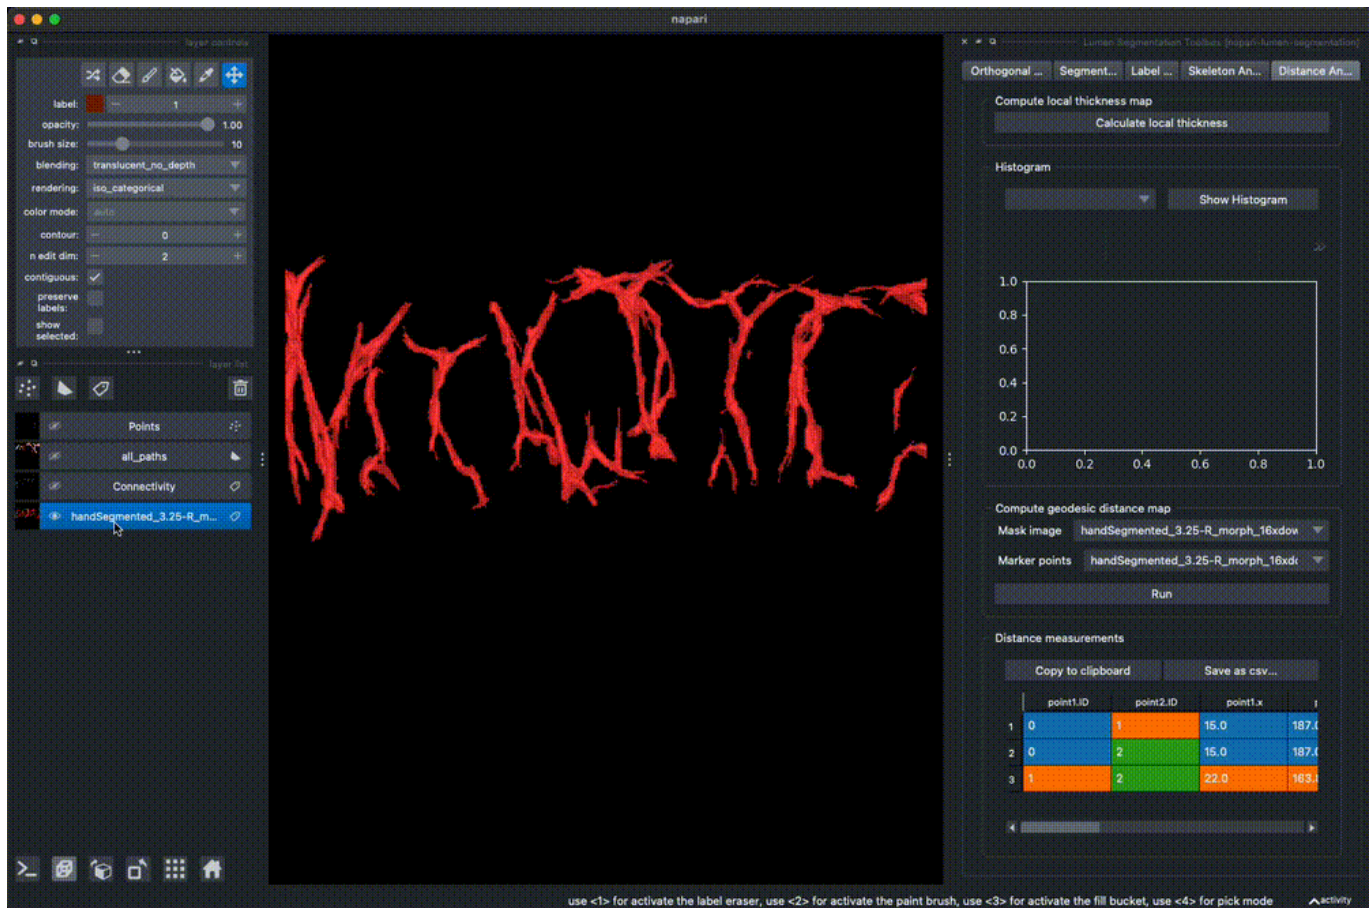 napari
layer controls
Lumen Segmentation Toolbox (napari-lumen-segmentation)
label: 1
opacity: 1.00
brush size: 10
blending: translucent_no_depth
rendering: iso_categorical
color mode: auto
contour: 0
n edit dim: 2
contiguous:
preserve
labels:
show
selected:
layer list
Points
all_paths
Connectivity
handSegmented_3.25-R_m...
Orthogonal ... Segment... Label ... Skeleton An... Distance An...
Compute local thickness map
Calculate local thickness
Histogram
Show Histogram
1.0
0.8
0.6
0.4
0.2
0.0
0.0 0.2 0.4 0.6 0.8 1.0
Compute geodesic distance map
Mask image handSegmented_3.25-R_morph_16xdow
Marker points handSegmented_3.25-R_morph_16xdo
Run
Distance measurements
Copy to clipboard Save as csv...
point1.ID point2.ID point1.x
1 0 1 15.0 187.0
2 0 2 15.0 187.0
3 1 2 22.0 163.
use <1> for activate the label eraser, use <2> for activate the paint brush, use <3> for activate the fill bucket, use <4> for pick mode
activity